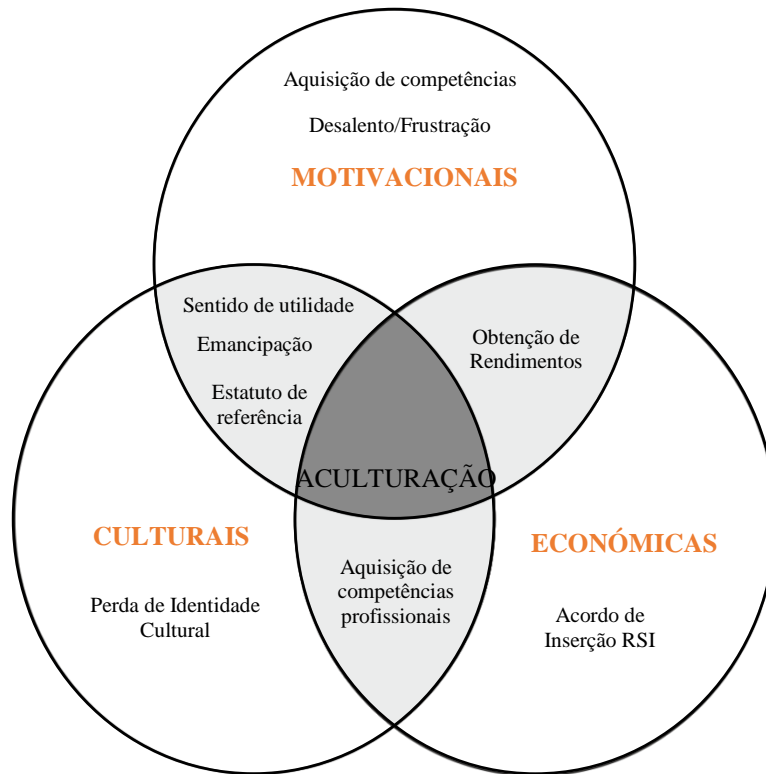 Aquisição de competências
Desalento/Frustração
MOTIVACIONAIS
Sentido de utilidade
Emancipação
Estatuto de
referência
Obtenção de
Rendimentos
ACULTURAÇÃO
CULTURAIS
Perda de Identidade
Cultural
Aquisição de
competências
profissionais
ECONÓMICAS
Acordo de
Inserção RSI